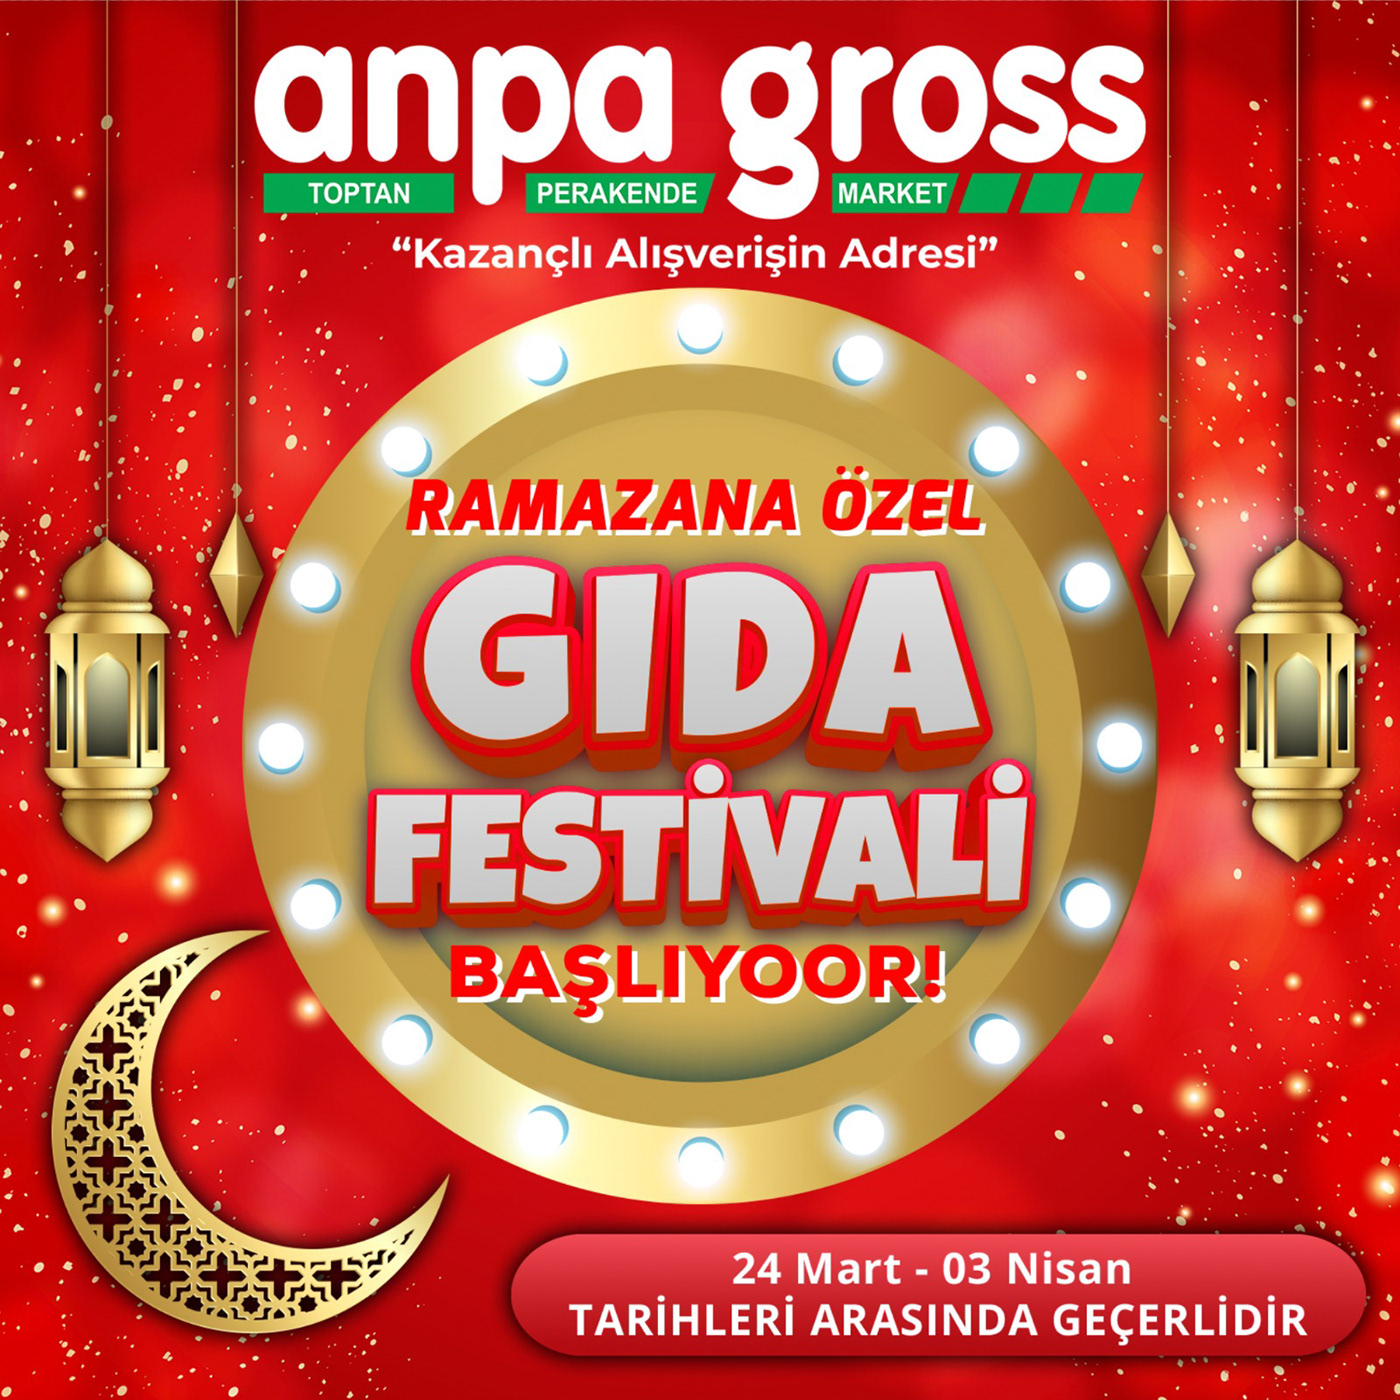 anpa gross
TOPTAN PERAKENDE MARKET
“Kazançlı Alışverişin Adresi”
RAMAZANA ÖZEL
GIDA
FESTİVALİ
BAŞLIYOOR!
24 Mart - 03 Nisan
TARİHLERİ ARASINDA GEÇERLİDİR